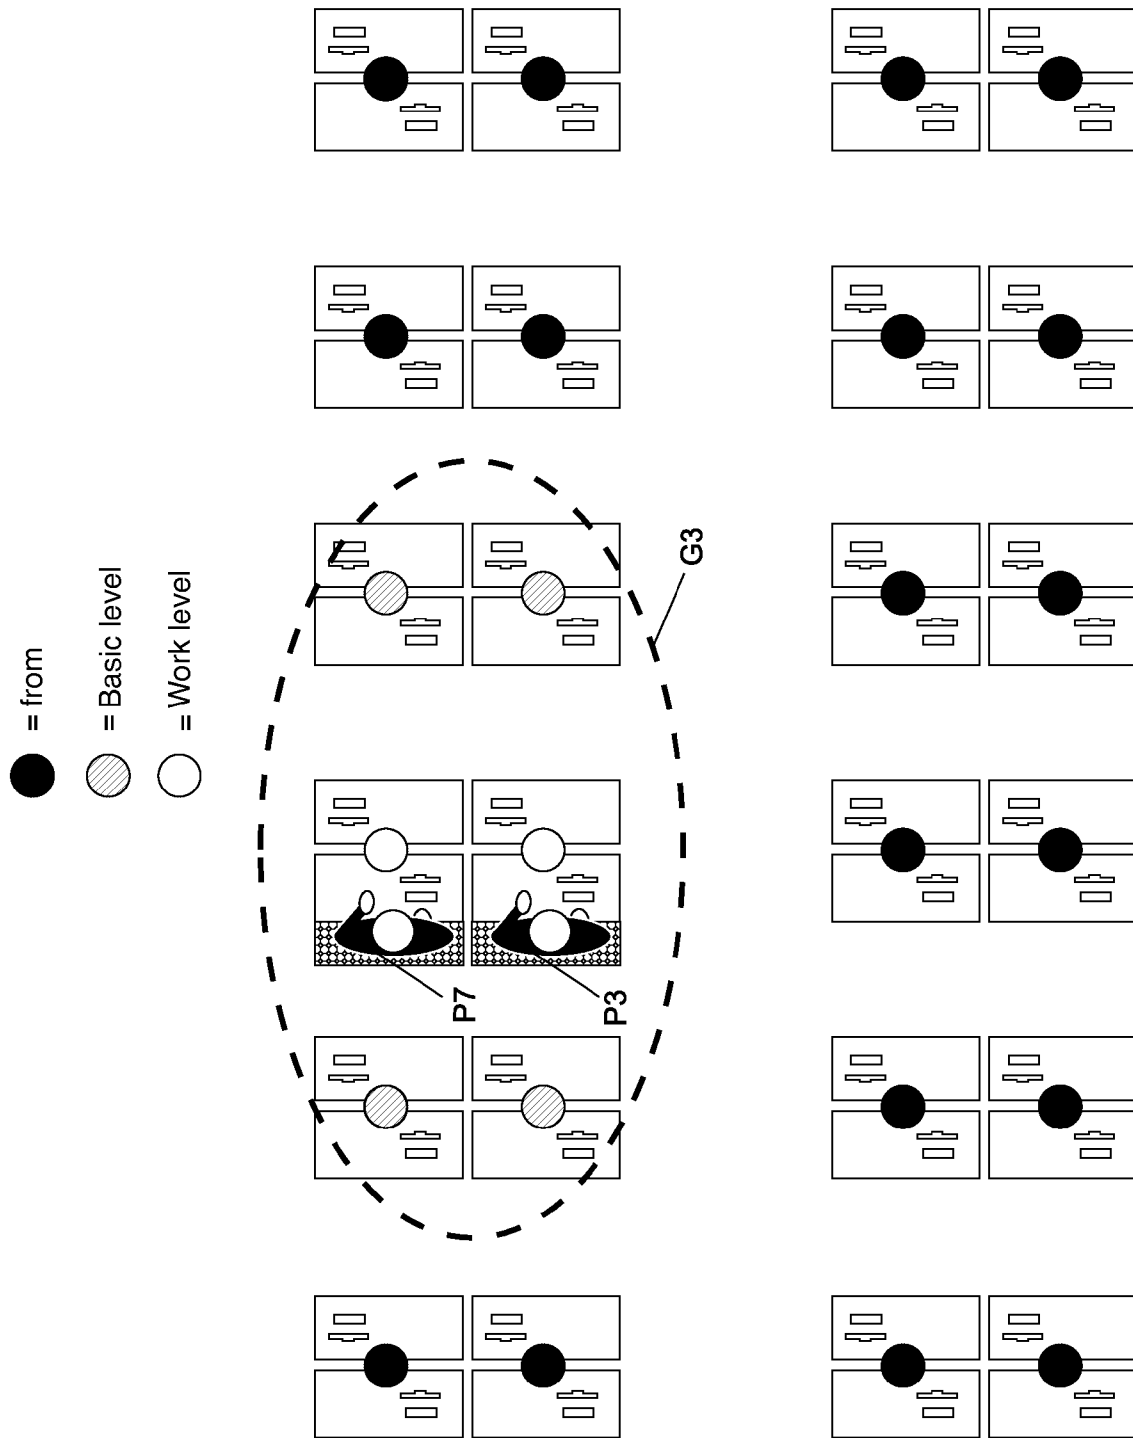 = from
= Basic level
= Work level
G3
P7
P3